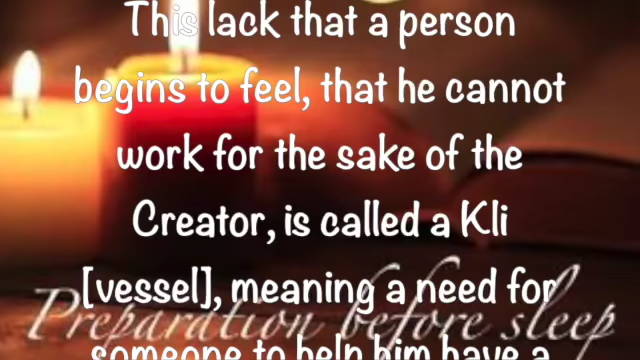 This lack that a person
begins to feel, that he cannot
work for the sake of the
Creator, is called a Kli
[vessel], meaning a need for
Preparation before sleep
someone to help him have a